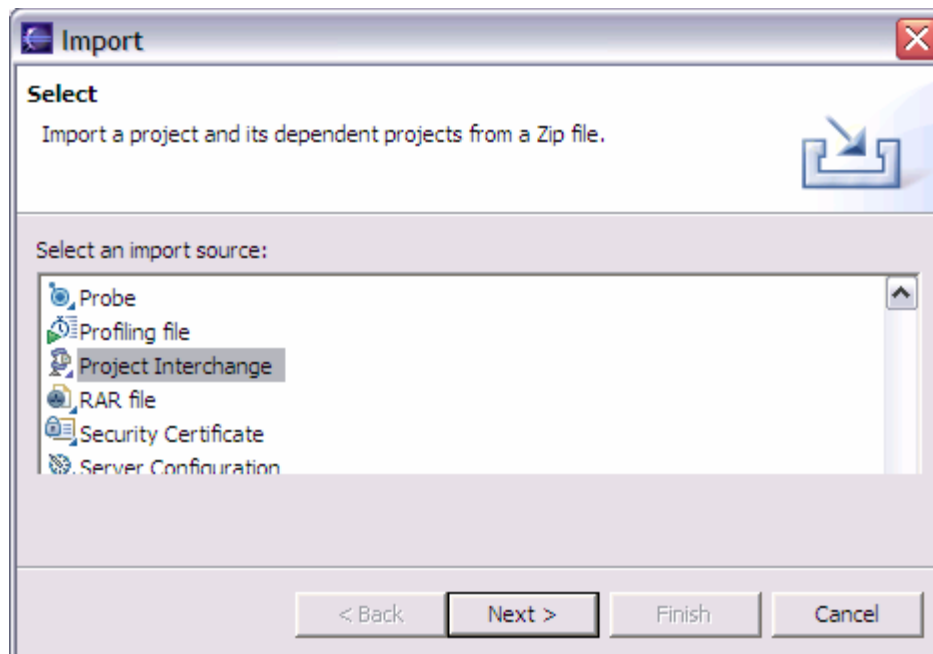 Import
Select
Import a project and its dependent projects from a Zip file.
Select an import source:
Probe
Profiling file
Project Interchange
RAR file
Security Certificate
Server Configuration
< Back Next > Finish Cancel